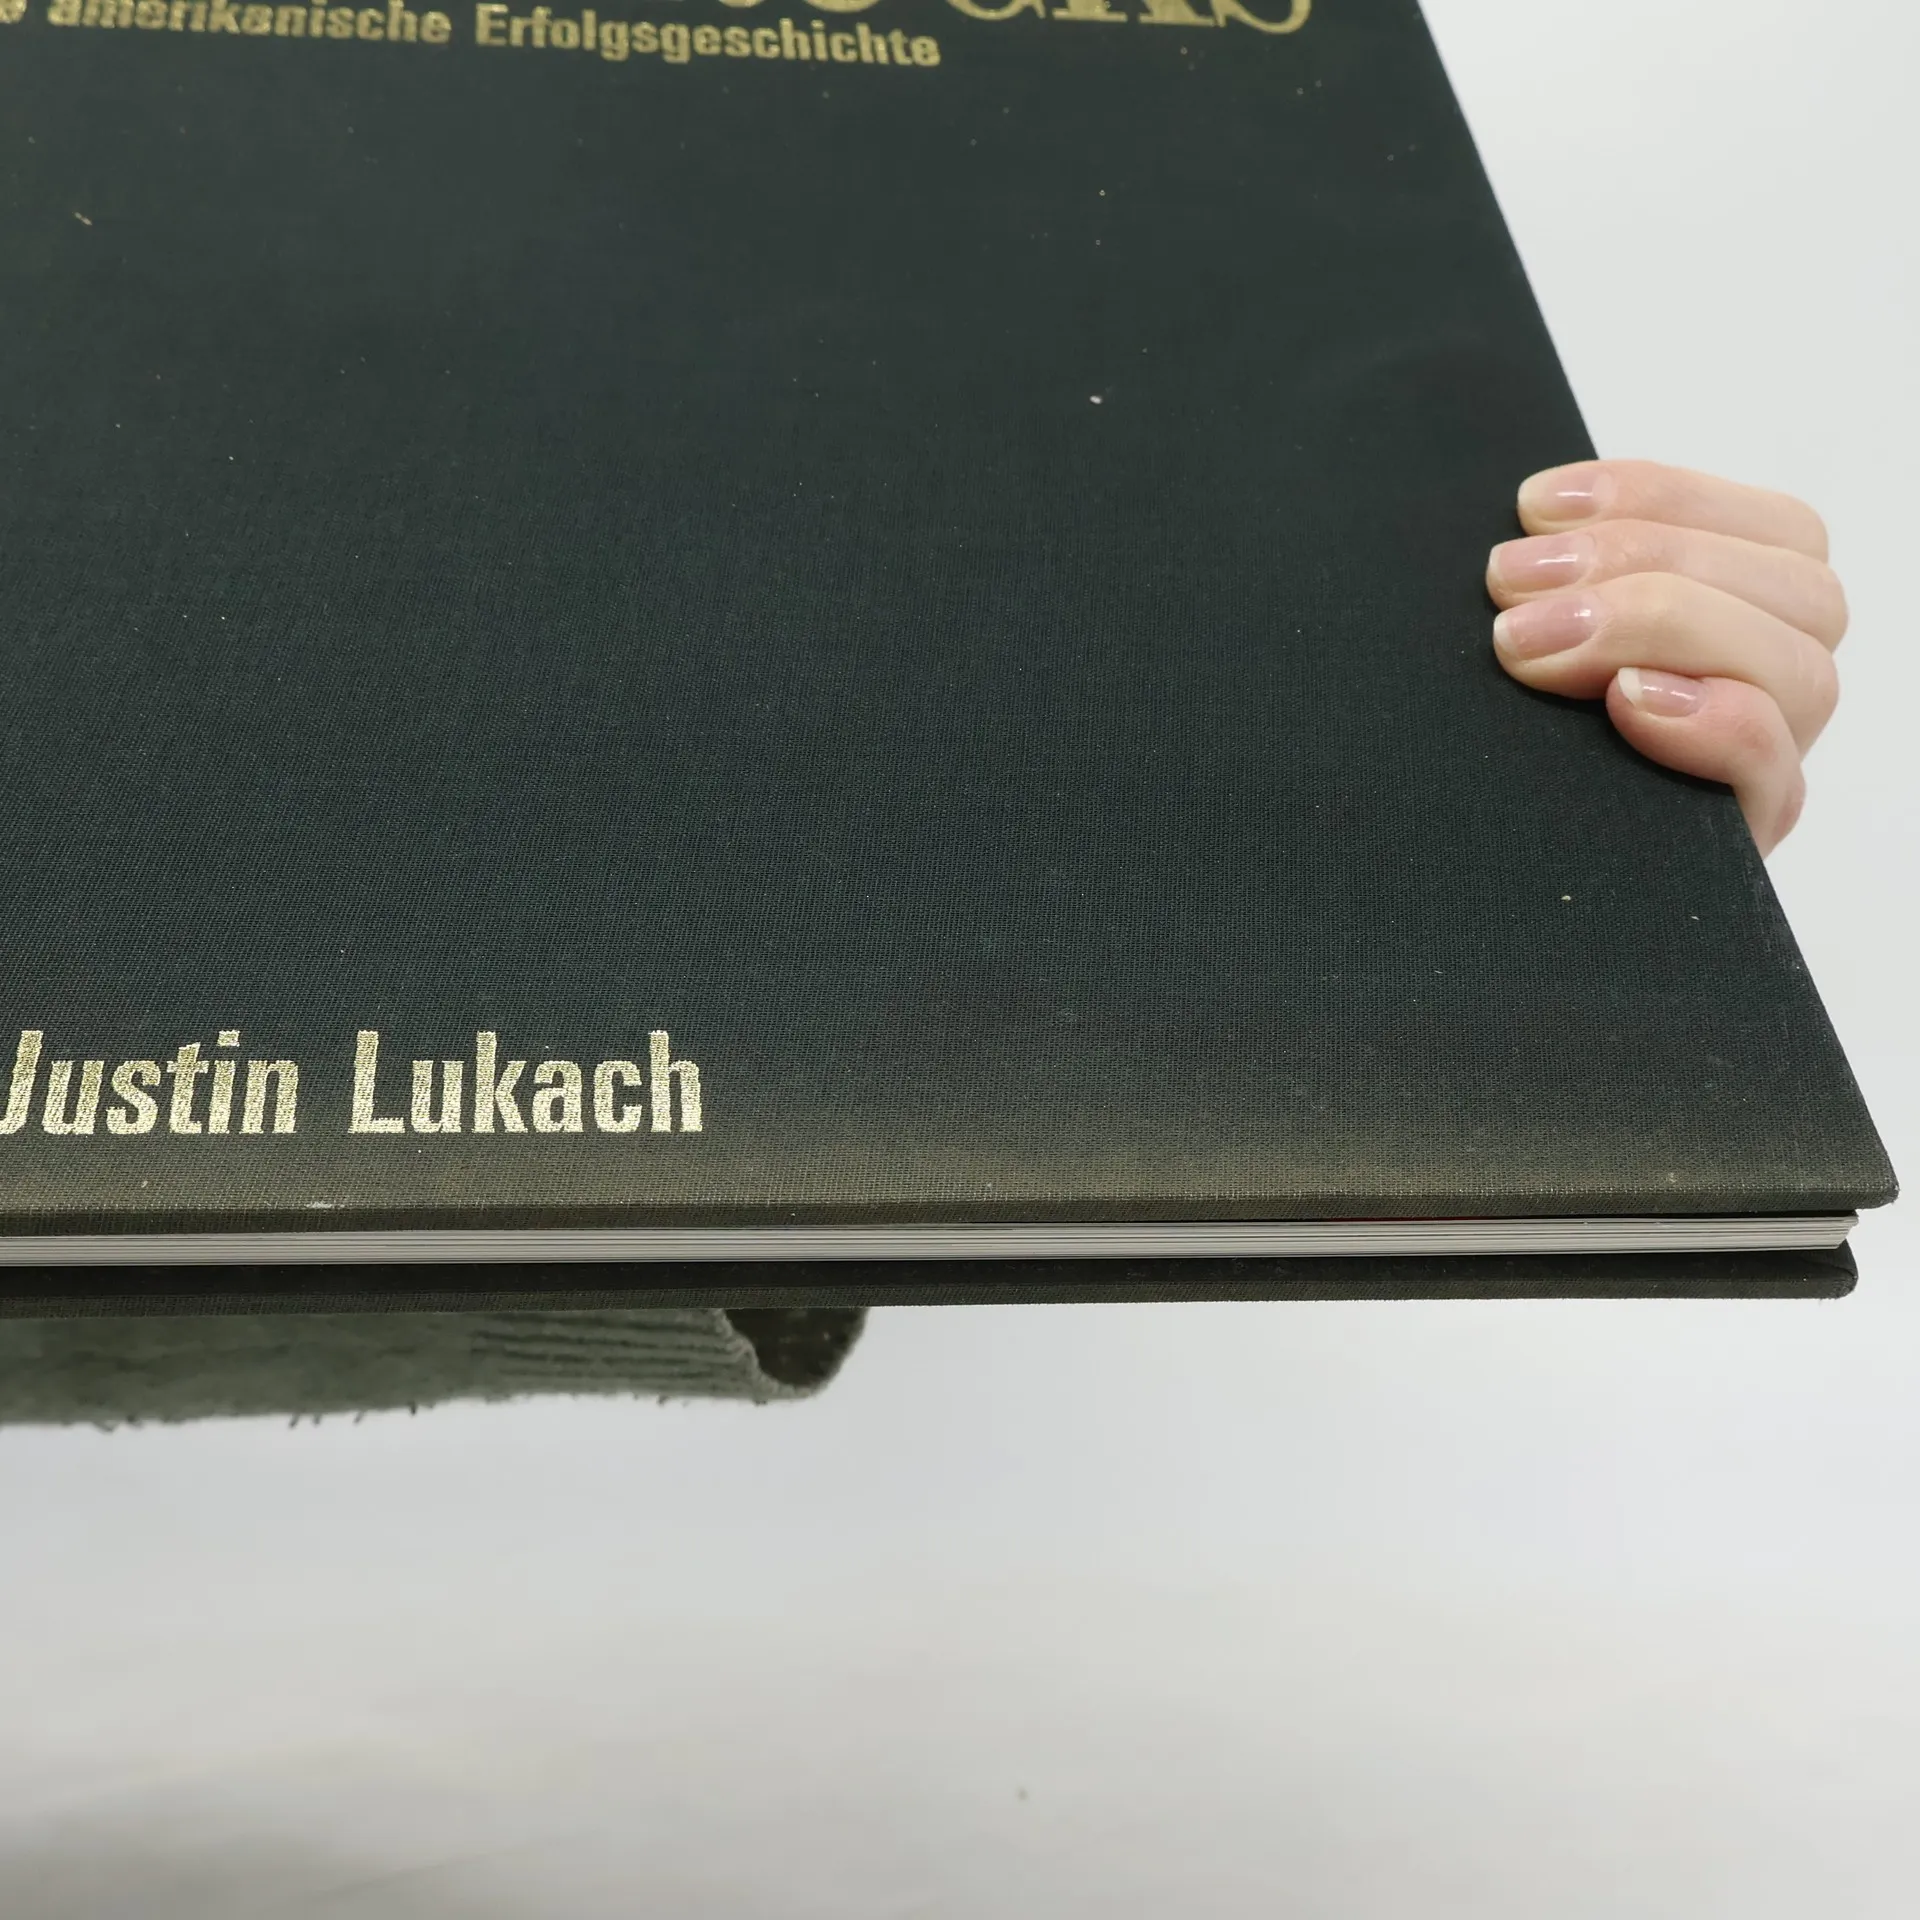 amerikanische Erfolgsgeschichte
Justin Lukach